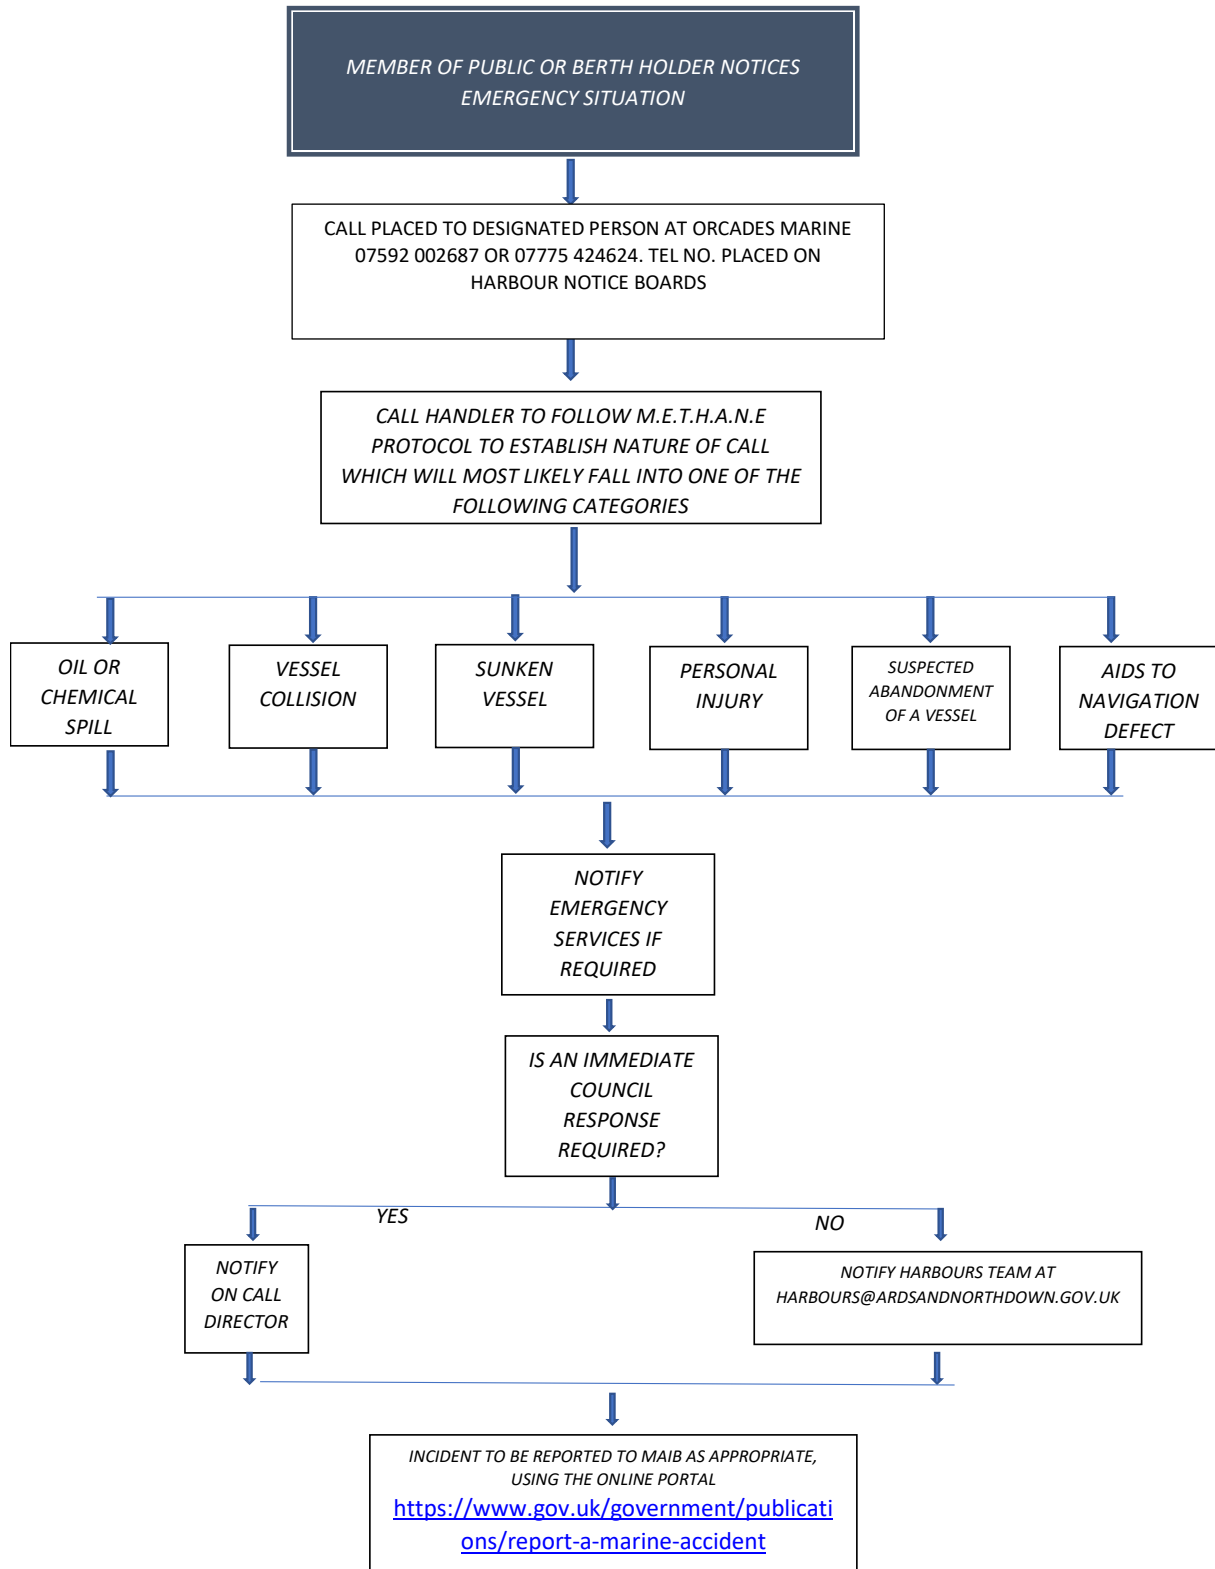 MEMBER OF PUBLIC OR BERTH HOLDER NOTICES
EMERGENCY SITUATION
CALL PLACED TO DESIGNATED PERSON AT ORCADES MARINE
07592 002687 OR 07775 424624. TEL NO. PLACED ON
HARBOUR NOTICE BOARDS
CALL HANDLER TO FOLLOW M.E.T.H.A.N.E
PROTOCOL TO ESTABLISH NATURE OF CALL
WHICH WILL MOST LIKELY FALL INTO ONE OF THE
FOLLOWING CATEGORIES
OIL OR
CHEMICAL
SPILL
VESSEL
COLLISION
SUNKEN
VESSEL
PERSONAL
INJURY
SUSPECTED
ABANDONMENT
OF A VESSEL
AIDS TO
NAVIGATION
DEFECT
NOTIFY
EMERGENCY
SERVICES IF
REQUIRED
IS AN IMMEDIATE
COUNCIL
RESPONSE
REQUIRED?
YES
NO
NOTIFY
ON CALL
DIRECTOR
NOTIFY HARBOURS TEAM AT
HARBOURS@ARDSANDNORTHDOWN.GOV.UK
INCIDENT TO BE REPORTED TO MAIB AS APPROPRIATE,
USING THE ONLINE PORTAL
https://www.gov.uk/government/publicati
ons/report-a-marine-accident